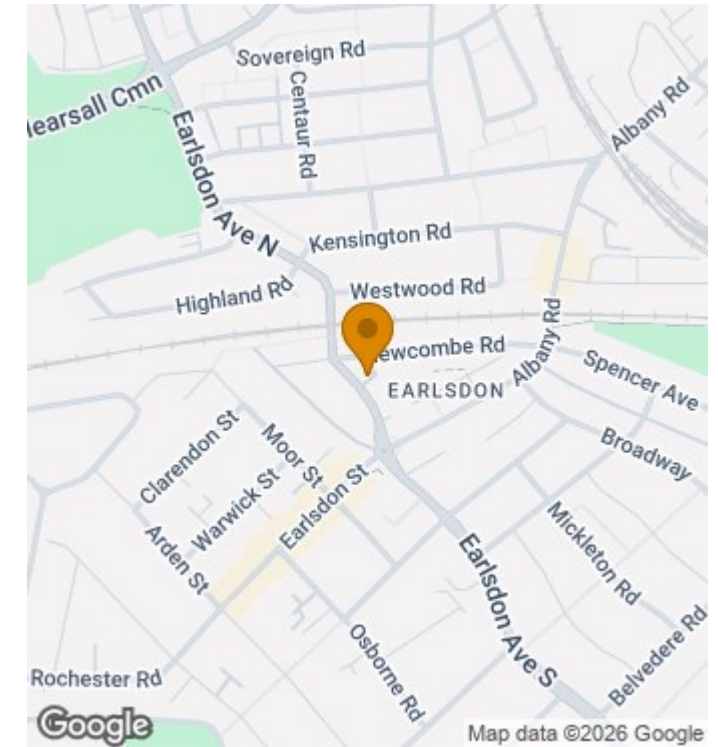 Sovereign Rd
Centaur Rd
Albany Rd
Hearsall Cmn
Earlsdon Ave N
Kensington Rd
Highland Rd
Westwood Rd
Newcombe Rd
Albany Rd
EARLSDON
Spencer Ave
Broadway
Clarendon St
Moor St
Warwick St
Earlsdon St
Arden St
Mickleton Rd
Earlsdon Ave S
Osborne Rd
Belvedere Rd
Rochester Rd
Google
Map data ©2026 Google